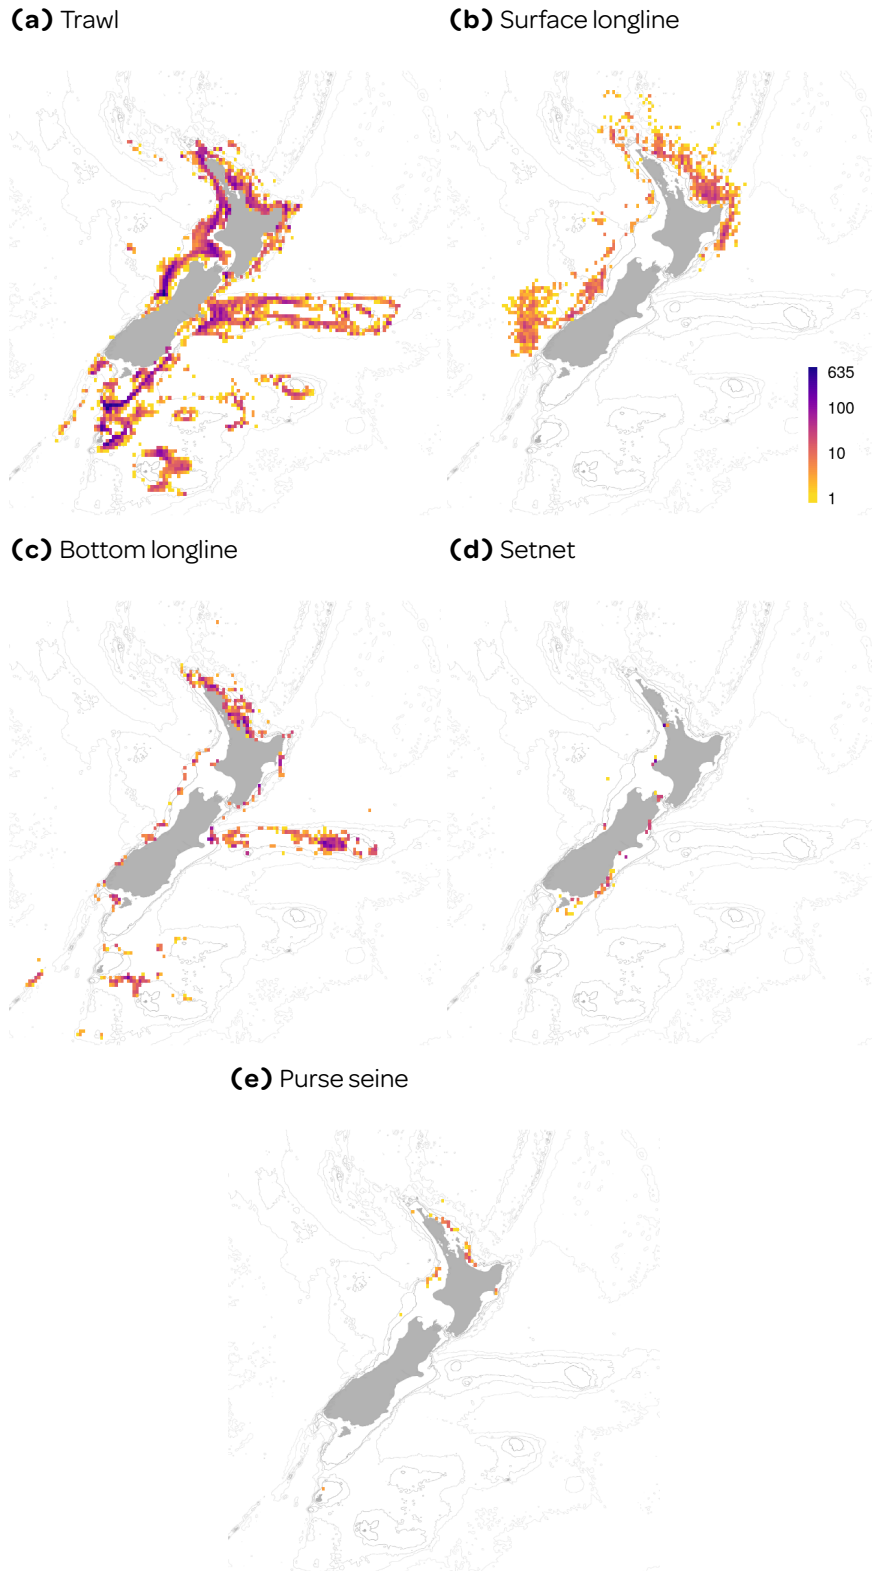 (a) Trawl
(b) Surface longline
635
100
10
1
(c) Bottom longline
(d) Setnet
(e) Purse seine